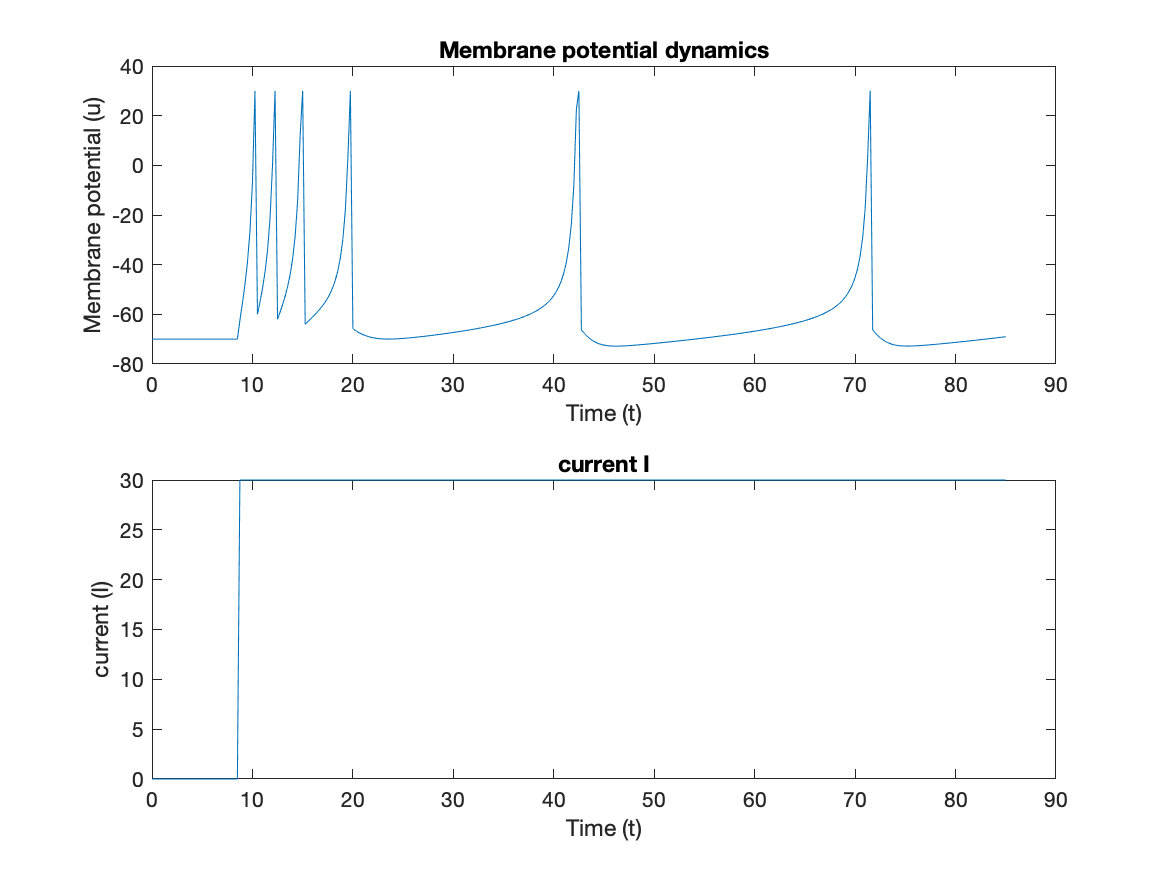 Membrane potential dynamics
40
20
0
-20
-40
-60
-80
Membrane potential (u)
0 10 20 30 40 50 60 70 80 90
Time (t)
current I
30
25
20
15
10
5
0
current (I)
0 10 20 30 40 50 60 70 80 90
Time (t)